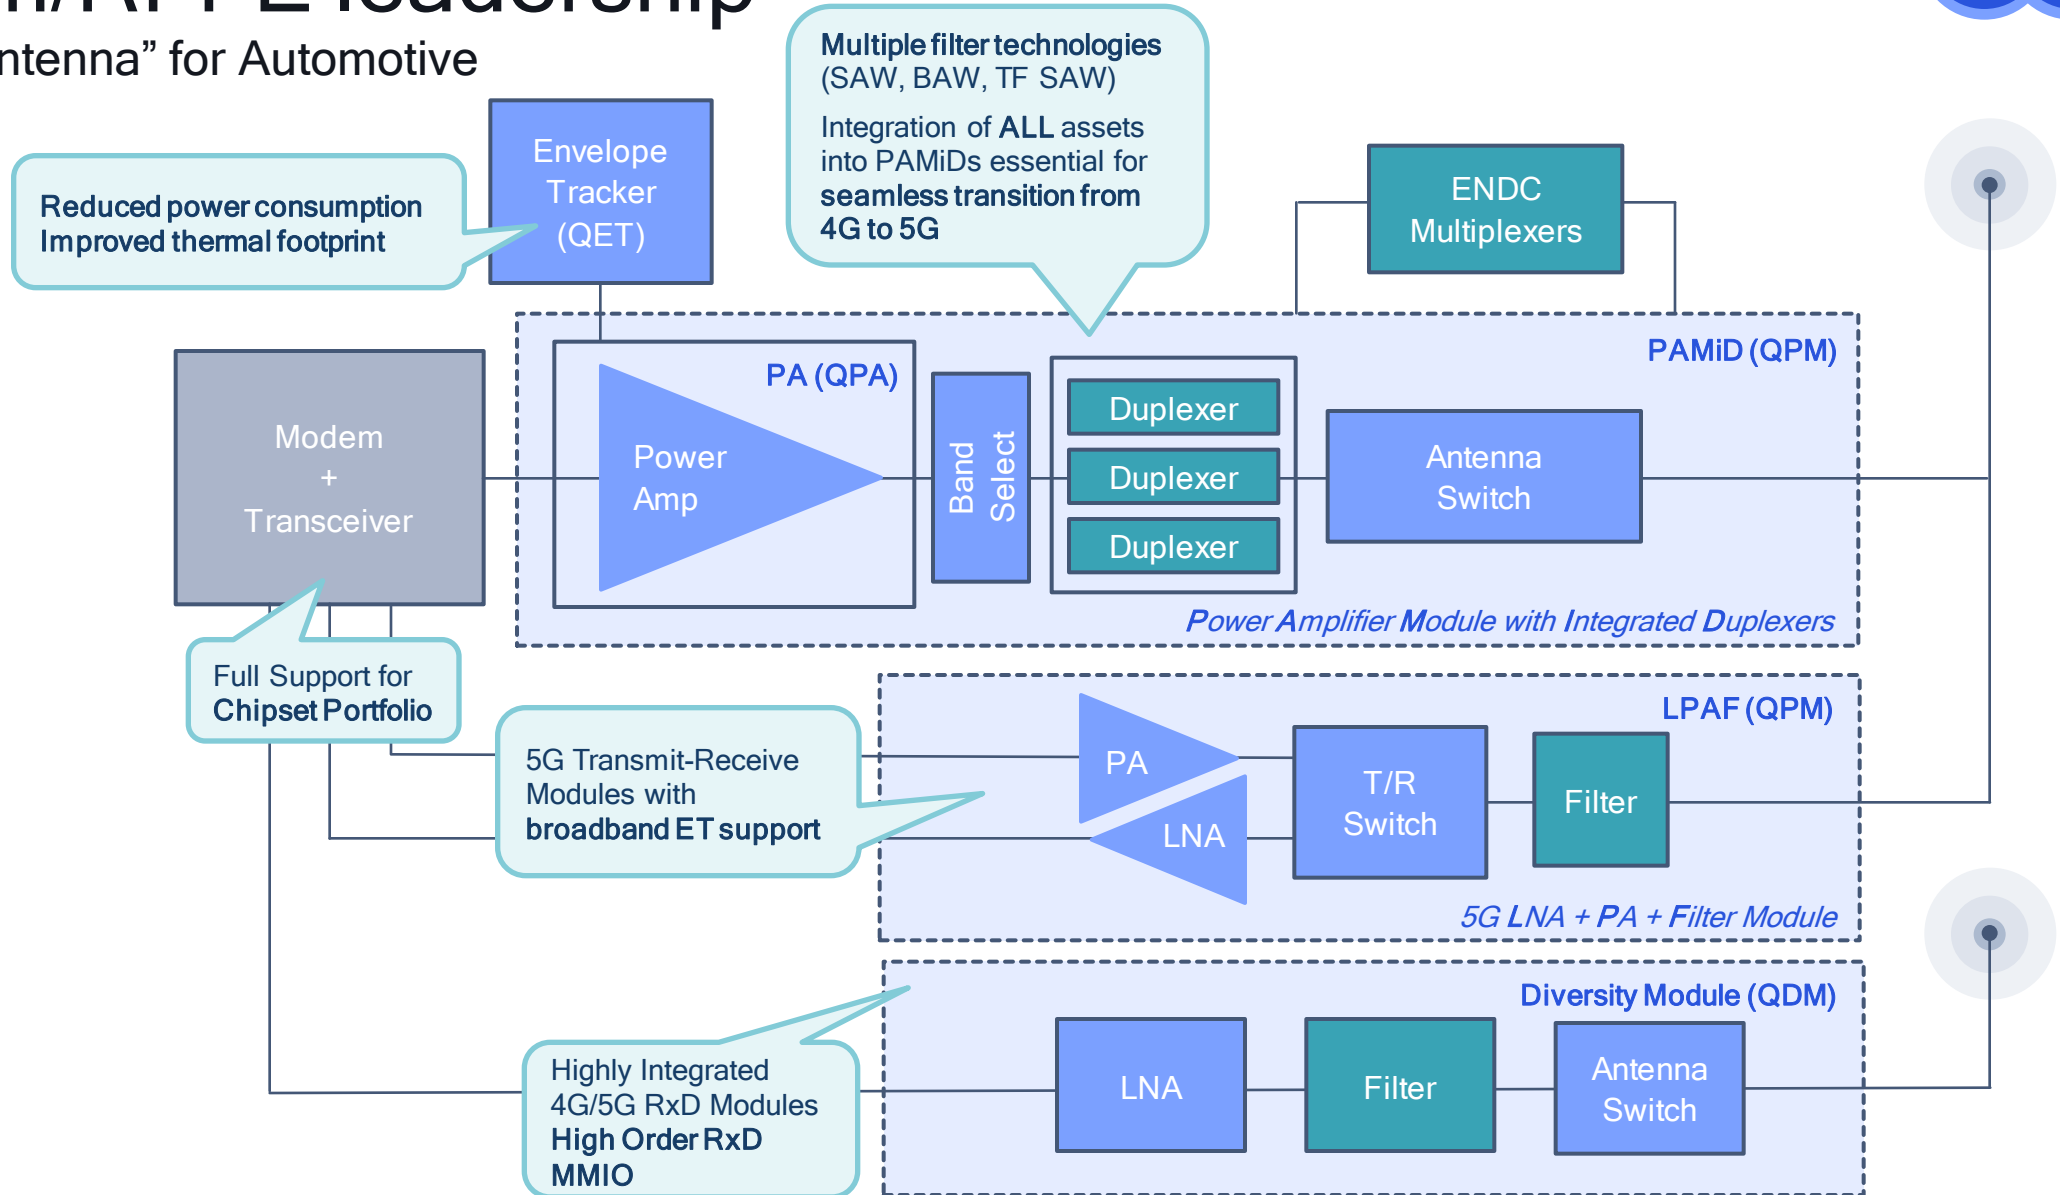 ntenna” for Automotive
Multiple filter technologies
(SAW, BAW, TF SAW)
Integration of ALL assets
into PAMiDs essential for
seamless transition from
4G to 5G
Envelope
Tracker
(QET)
Reduced power consumption
Improved thermal footprint
ENDC
Multiplexers
PAMiD (QPM)
PA (QPA)
Modem
+
Transceiver
Power
Amp
Band
Select
Duplexer
Duplexer
Duplexer
Antenna
Switch
Power Amplifier Module with Integrated Duplexers
Full Support for
Chipset Portfolio
LPAF (QPM)
5G Transmit-Receive
Modules with
broadband ET support
PA
LNA
T/R
Switch
Filter
5G LNA + PA + Filter Module
Diversity Module (QDM)
Highly Integrated
4G/5G RxD Modules
High Order RxD
MMIO
LNA
Filter
Antenna
Switch